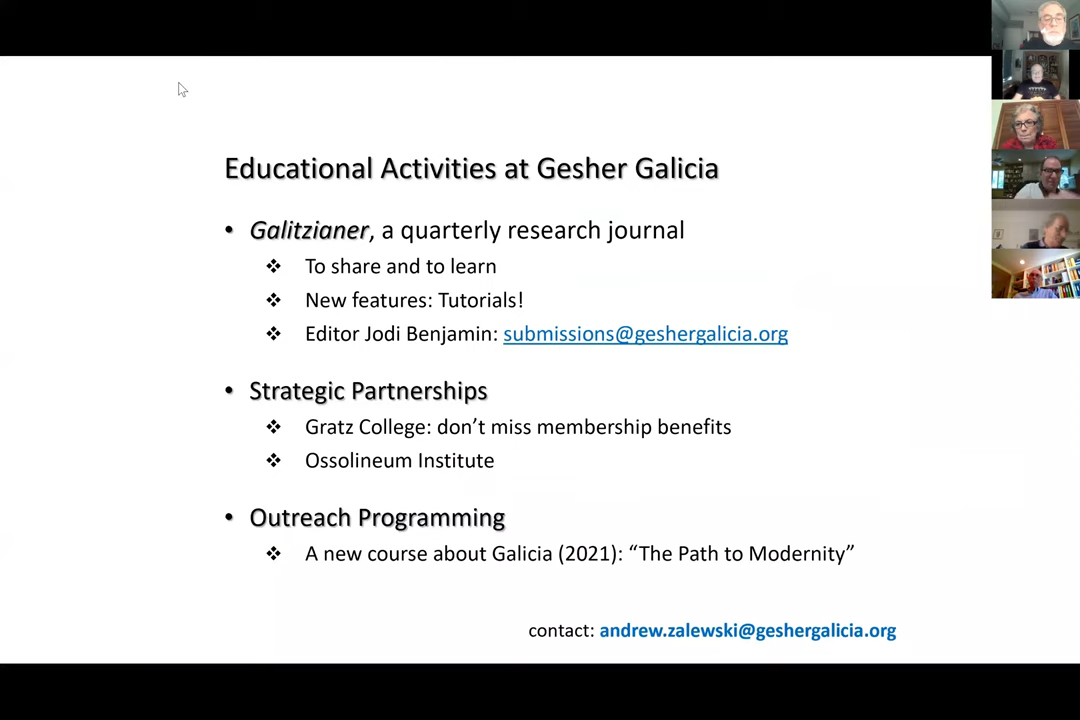 Educational Activities at Gesher Galicia
• Galitzianer, a quarterly research journal
❖ To share and to learn
❖ New features: Tutorials!
❖ Editor Jodi Benjamin: submissions@geshergalicia.org
• Strategic Partnerships
❖ Gratz College: don’t miss membership benefits
❖ Ossolineum Institute
• Outreach Programming
❖ A new course about Galicia (2021): “The Path to Modernity”
contact: andrew.zalewski@geshergalicia.org